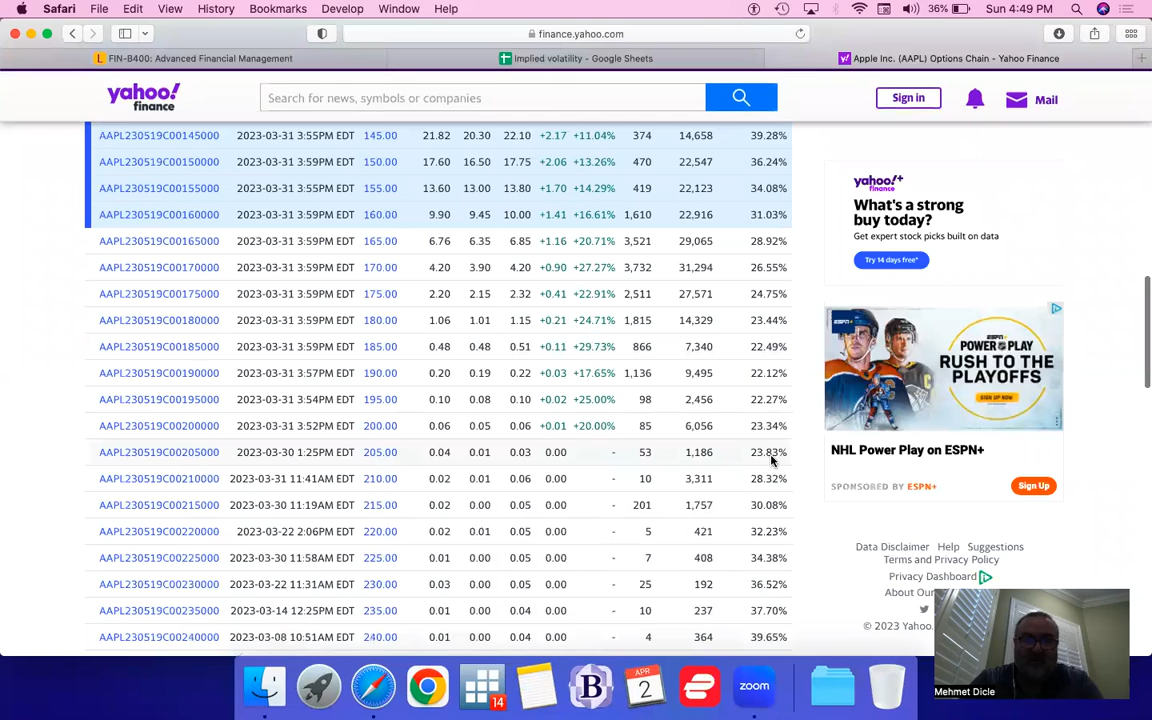 Safari File Edit View History Bookmarks Develop Window Help 36% Sun 4:49 PM
finance.yahoo.com
FIN-B400: Advanced Financial Management
Implied volatility - Google Sheets
Apple Inc. (AAPL) Options Chain - Yahoo Finance
yahoo! finance
Search for news, symbols or companies
Sign in
Mail
AAPL230519C00145000 2023-03-31 3:55PM EDT 145.00 21.82 20.30 22.10 +2.17 +11.04% 374 14,658 39.28%
AAPL230519C00150000 2023-03-31 3:59PM EDT 150.00 17.60 16.50 17.75 +2.06 +13.26% 470 22,547 36.24%
AAPL230519C00155000 2023-03-31 3:55PM EDT 155.00 13.60 13.00 13.80 +1.70 +14.29% 419 22,123 34.08%
AAPL230519C00160000 2023-03-31 3:59PM EDT 160.00 9.90 9.45 10.00 +1.41 +16.61% 1,610 22,916 31.03%
AAPL230519C00165000 2023-03-31 3:59PM EDT 165.00 6.76 6.35 6.85 +1.16 +20.71% 3,521 29,065 28.92%
AAPL230519C00170000 2023-03-31 3:59PM EDT 170.00 4.20 3.90 4.20 +0.90 +27.27% 3,732 31,294 26.55%
AAPL230519C00175000 2023-03-31 3:59PM EDT 175.00 2.20 2.15 2.32 +0.41 +22.91% 2,511 27,571 24.75%
AAPL230519C00180000 2023-03-31 3:59PM EDT 180.00 1.06 1.01 1.15 +0.21 +24.71% 1,815 14,329 23.44%
AAPL230519C00185000 2023-03-31 3:59PM EDT 185.00 0.48 0.48 0.51 +0.11 +29.73% 866 7,340 22.49%
AAPL230519C00190000 2023-03-31 3:57PM EDT 190.00 0.20 0.19 0.22 +0.03 +17.65% 1,136 9,495 22.12%
AAPL230519C00195000 2023-03-31 3:54PM EDT 195.00 0.10 0.08 0.10 +0.02 +25.00% 98 2,456 22.27%
AAPL230519C00200000 2023-03-31 3:52PM EDT 200.00 0.06 0.05 0.06 +0.01 +20.00% 85 6,056 23.34%
AAPL230519C00205000 2023-03-30 1:25PM EDT 205.00 0.04 0.01 0.03 0.00 - 53 1,186 23.83%
AAPL230519C00210000 2023-03-31 11:41AM EDT 210.00 0.02 0.01 0.06 0.00 - 10 3,311 28.32%
AAPL230519C00215000 2023-03-30 11:19AM EDT 215.00 0.02 0.00 0.05 0.00 - 201 1,757 30.08%
AAPL230519C00220000 2023-03-22 2:06PM EDT 220.00 0.02 0.01 0.05 0.00 - 5 421 32.23%
AAPL230519C00225000 2023-03-30 11:58AM EDT 225.00 0.01 0.00 0.05 0.00 - 7 408 34.38%
AAPL230519C00230000 2023-03-22 11:31AM EDT 230.00 0.03 0.00 0.05 0.00 - 25 192 36.52%
AAPL230519C00235000 2023-03-14 12:25PM EDT 235.00 0.01 0.00 0.04 0.00 - 10 237 37.70%
AAPL230519C00240000 2023-03-08 10:51AM EDT 240.00 0.01 0.00 0.04 0.00 - 4 364 39.65%
yahoo!+
finance
What's a strong
buy today?
Get expert stock picks built on data
Try 14 days free*
ESPN+
POWER PLAY
RUSH TO THE
PLAYOFFS
SIGN UP NOW
NHL Power Play on ESPN+
SPONSORED BY ESPN+
Sign Up
Data Disclaimer Help Suggestions
Terms and Privacy Policy
Privacy Dashboard
About Our
© 2023 Yahoo.
Mehmet Dicle
14
APR
2
zoom